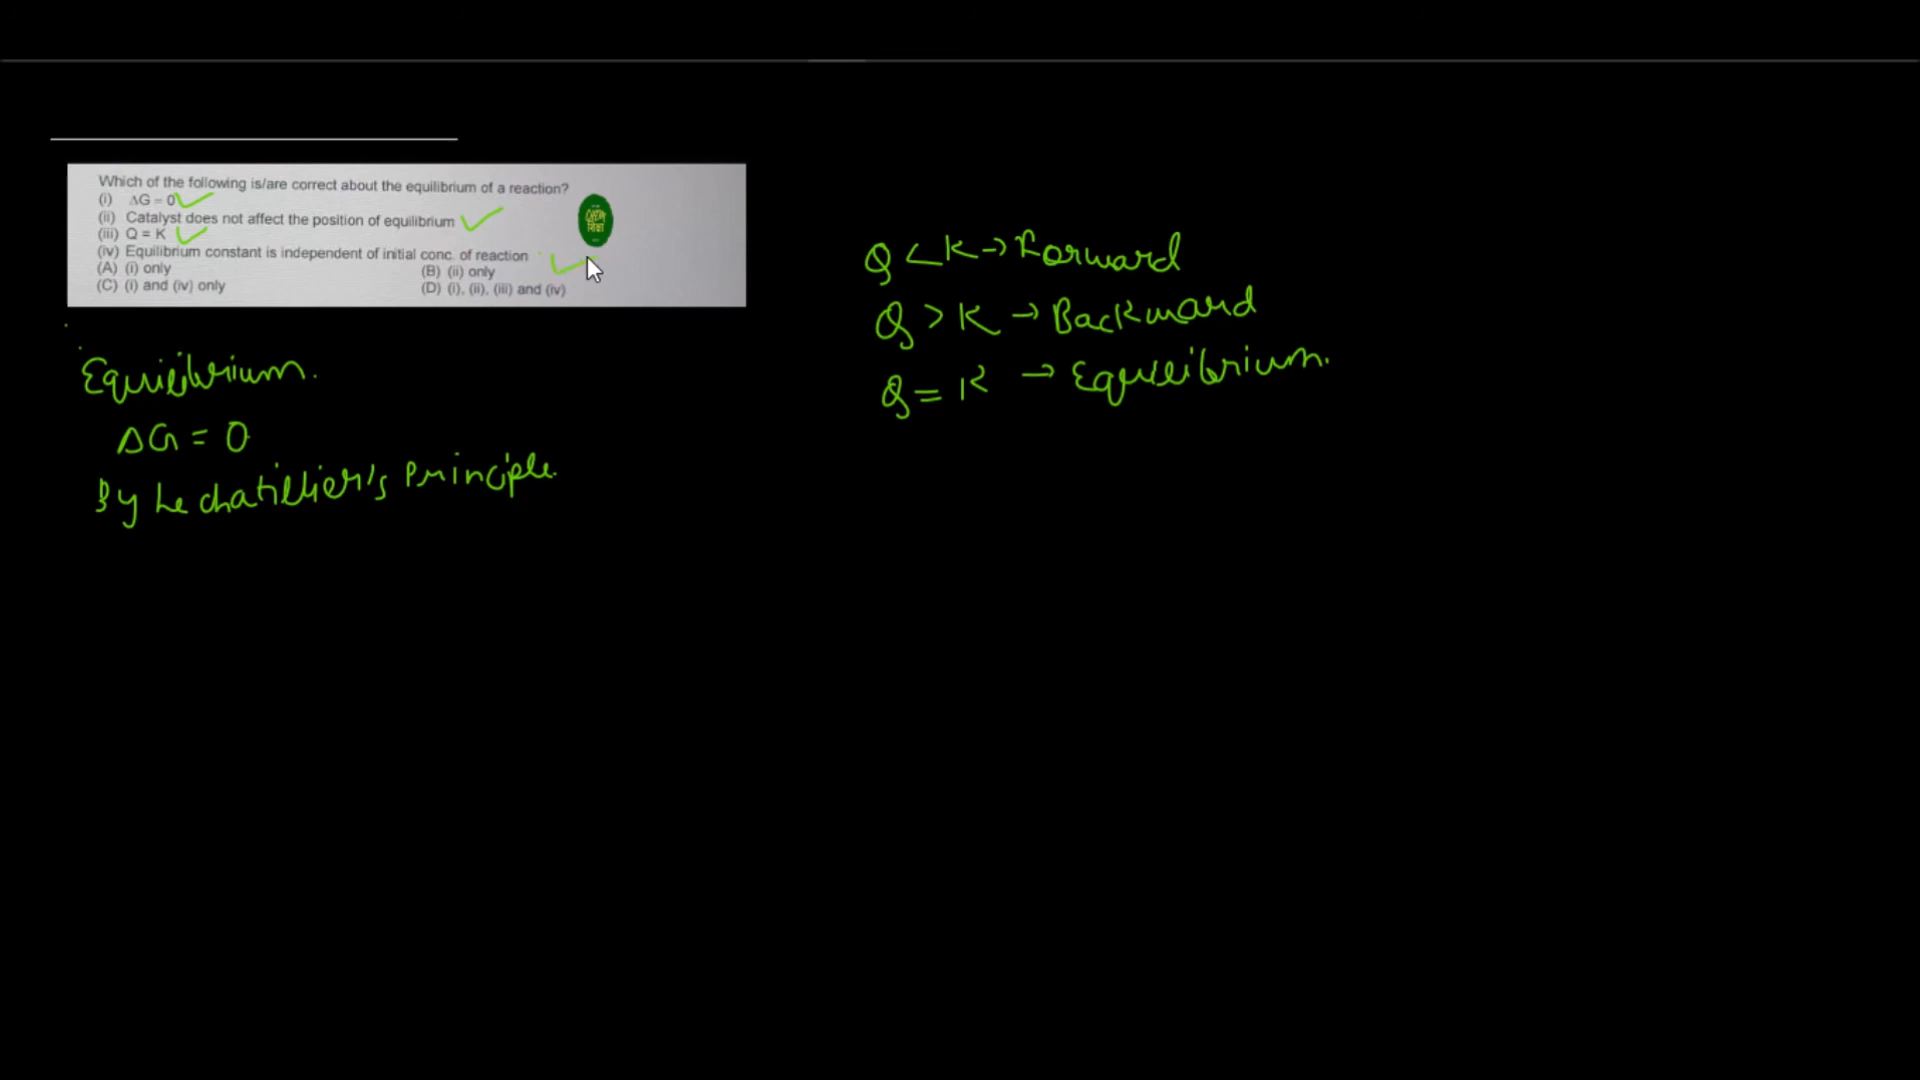 Which of the following is/are correct about the equilibrium of a reaction?
(i) ΔG = 0
(ii) Catalyst does not affect the position of equilibrium
(iii) Q = K
(iv) Equilibrium constant is independent of initial conc. of reaction
(A) (i) only (B) (ii) only
(C) (i) and (iv) only (D) (i), (ii), (iii) and (iv)
Equilibrium.
ΔG = 0
By Le chatillier's Principle.
Q < K → Forward
Q > K → Backward
Q = K → Equilibrium.